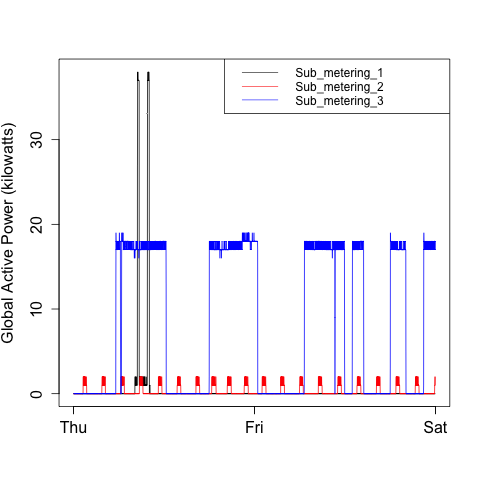 Sub_metering_1
Sub_metering_2
Sub_metering_3
Global Active Power (kilowatts)
30
20
10
0
Thu Fri Sat